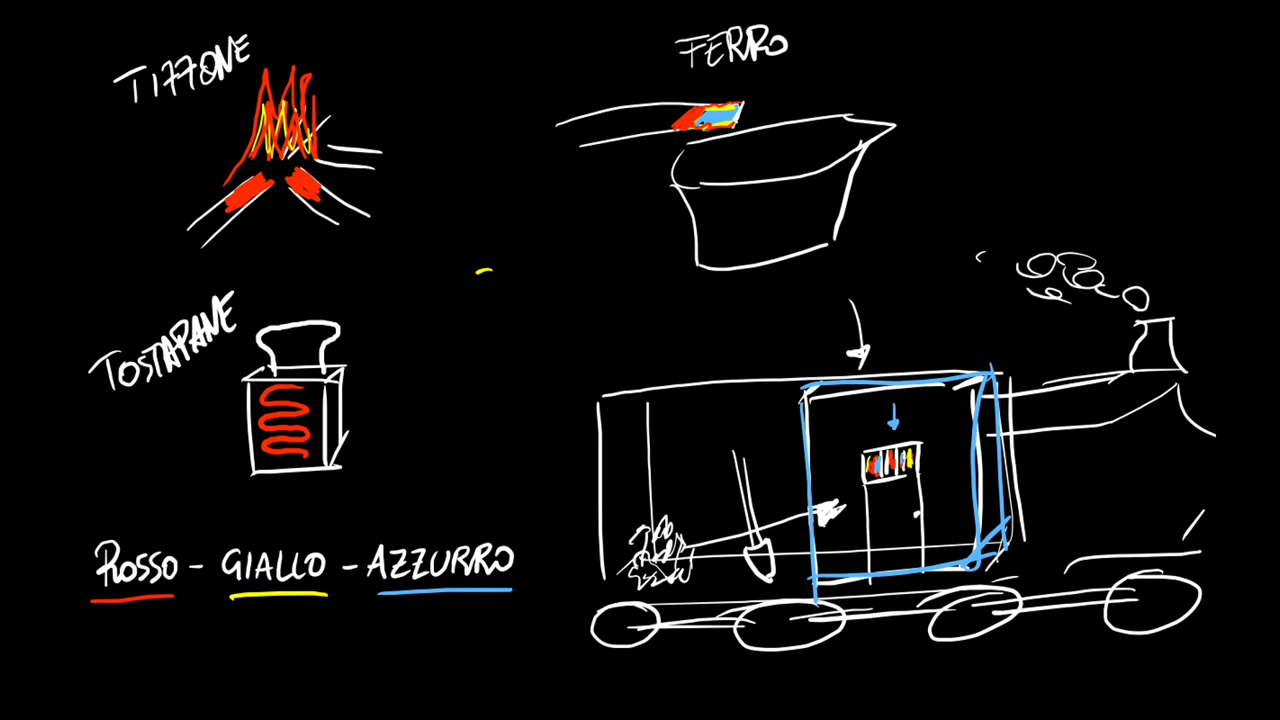 TIZZONE
FERRO
TOSTAPANE
ROSSO - GIALLO - AZZURRO